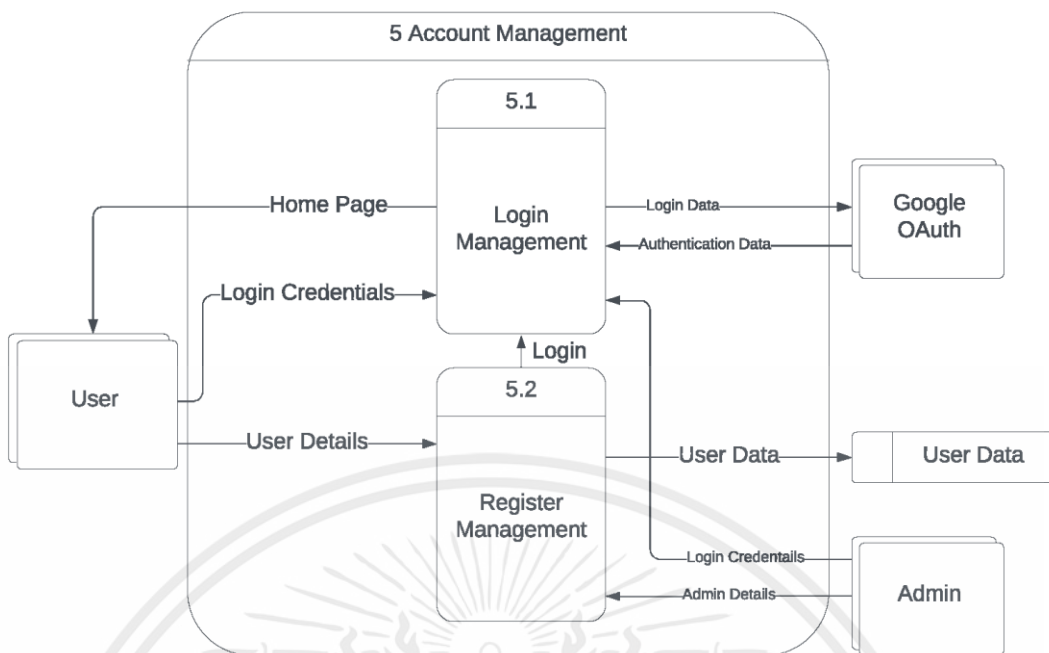 5 Account Management
5.1
Login
Management
Home Page
Login Data
Authentication Data
Google
OAuth
Login Credentials
User
Login
5.2
Register
Management
User Details
User Data
User Data
Login Credentails
Admin Details
Admin